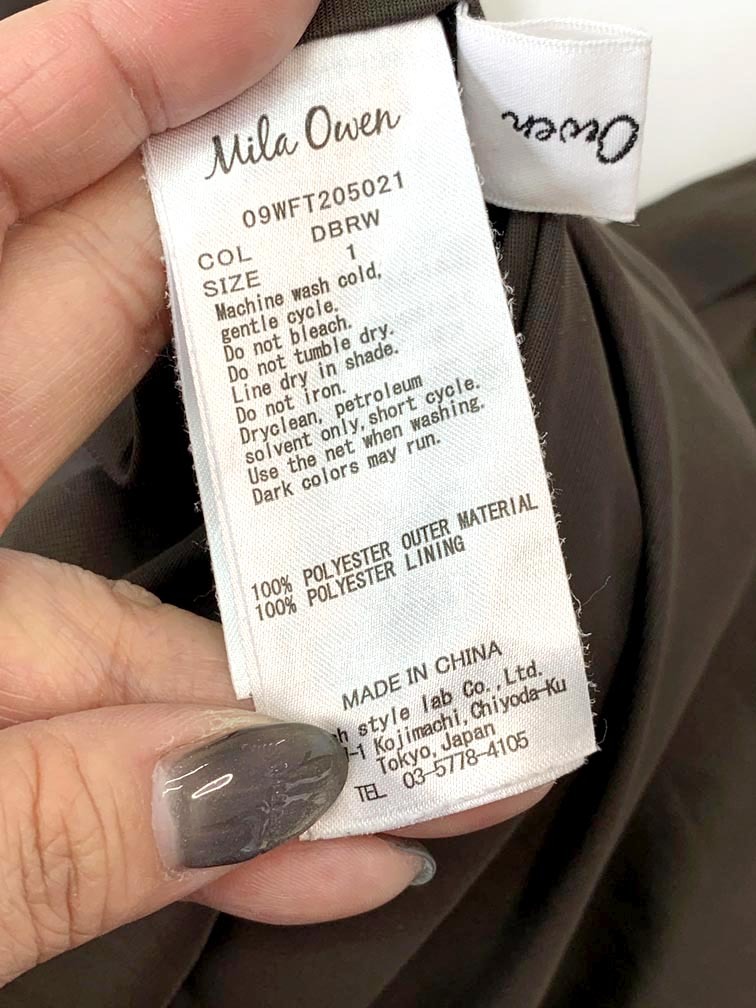 Mila Owen
Owen
09WFT205021
COL DBRW
SIZE 1
Machine wash cold,
gentle cycle.
Do not bleach.
Do not tumble dry.
Line dry in shade.
Do not iron.
Dryclean, petroleum
solvent only, short cycle.
Use the net when washing.
Dark colors may run.
100% POLYESTER OUTER MATERIAL
100% POLYESTER LINING
MADE IN CHINA
style lab Co.,Ltd.
Kojimachi, Chiyoda-Ku
Tokyo, Japan
TEL 03-5778-4105